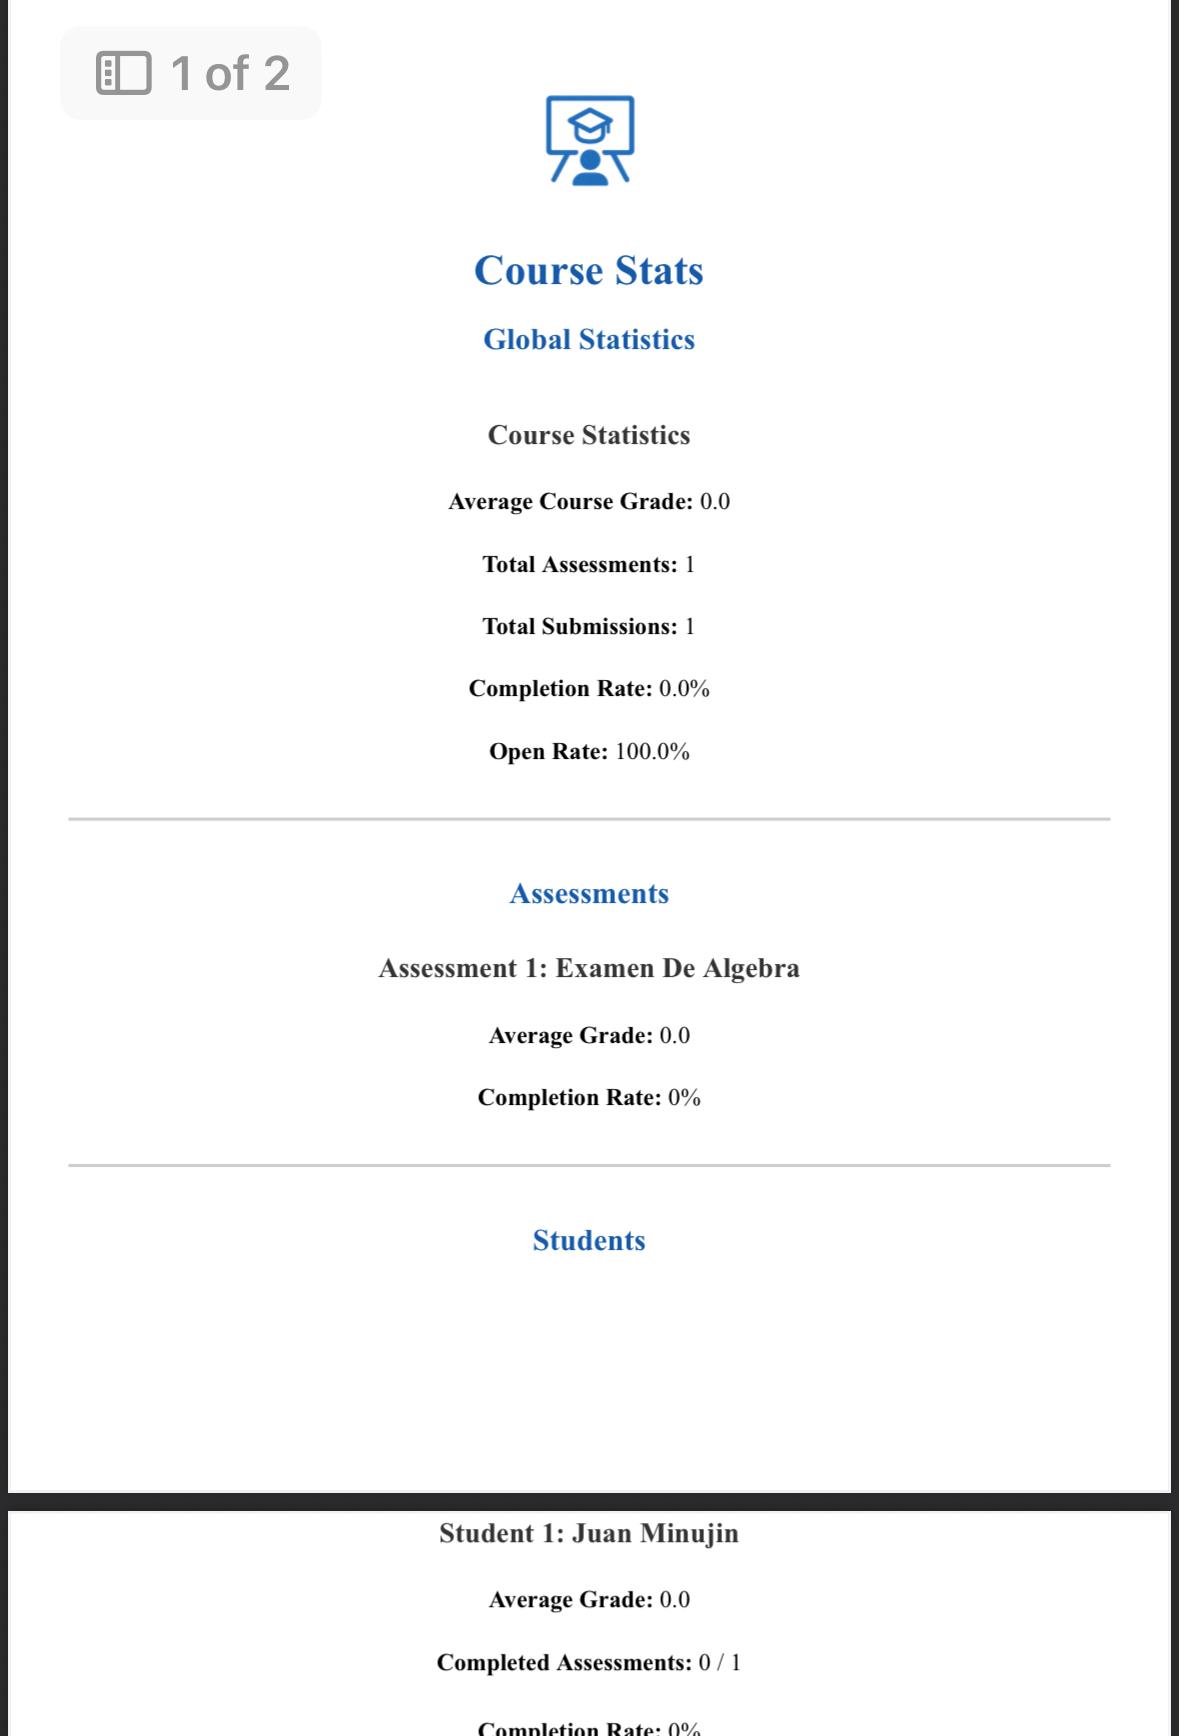 1 of 2
Course Stats
Global Statistics
Course Statistics
Average Course Grade: 0.0
Total Assessments: 1
Total Submissions: 1
Completion Rate: 0.0%
Open Rate: 100.0%
Assessments
Assessment 1: Examen De Algebra
Average Grade: 0.0
Completion Rate: 0%
Students
Student 1: Juan Minujin
Average Grade: 0.0
Completed Assessments: 0 / 1
Completion Rate: 0%